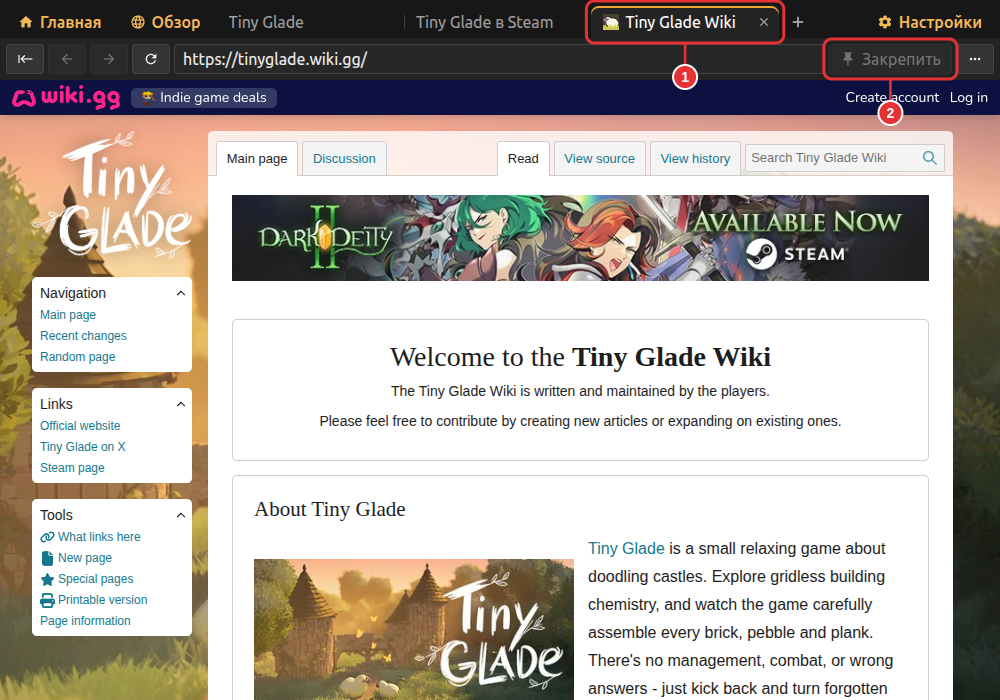 Главная
Обзор
Tiny Glade
Tiny Glade в Steam
Tiny Glade Wiki
Настройки
https://tinyglade.wiki.gg/
Закрепить
1
2
wiki.gg
Indie game deals
Create account
Log in
Tiny
GLADE
Main page
Discussion
Read
View source
View history
Search Tiny Glade Wiki
DARK DEITY
II
AVAILABLE NOW
STEAM
Navigation
Main page
Recent changes
Random page
Links
Official website
Tiny Glade on X
Steam page
Tools
What links here
New page
Special pages
Printable version
Page information
Welcome to the Tiny Glade Wiki
The Tiny Glade Wiki is written and maintained by the players.
Please feel free to contribute by creating new articles or expanding on existing ones.
About Tiny Glade
Tiny
GLADE
Tiny Glade is a small relaxing game about
doodling castles. Explore gridless building
chemistry, and watch the game carefully
assemble every brick, pebble and plank.
There's no management, combat, or wrong
answers - just kick back and turn forgotten